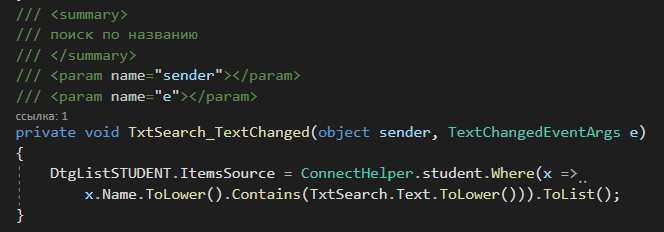 /// <summary>
/// поиск по названию
/// </summary>
/// <param name="sender"></param>
/// <param name="e"></param>
ссылка: 1
private void TxtSearch_TextChanged(object sender, TextChangedEventArgs e)
{
DtgListSTUDENT.ItemsSource = ConnectHelper.student.Where(x =>
x.Name.ToLower().Contains(TxtSearch.Text.ToLower())).ToList();
}